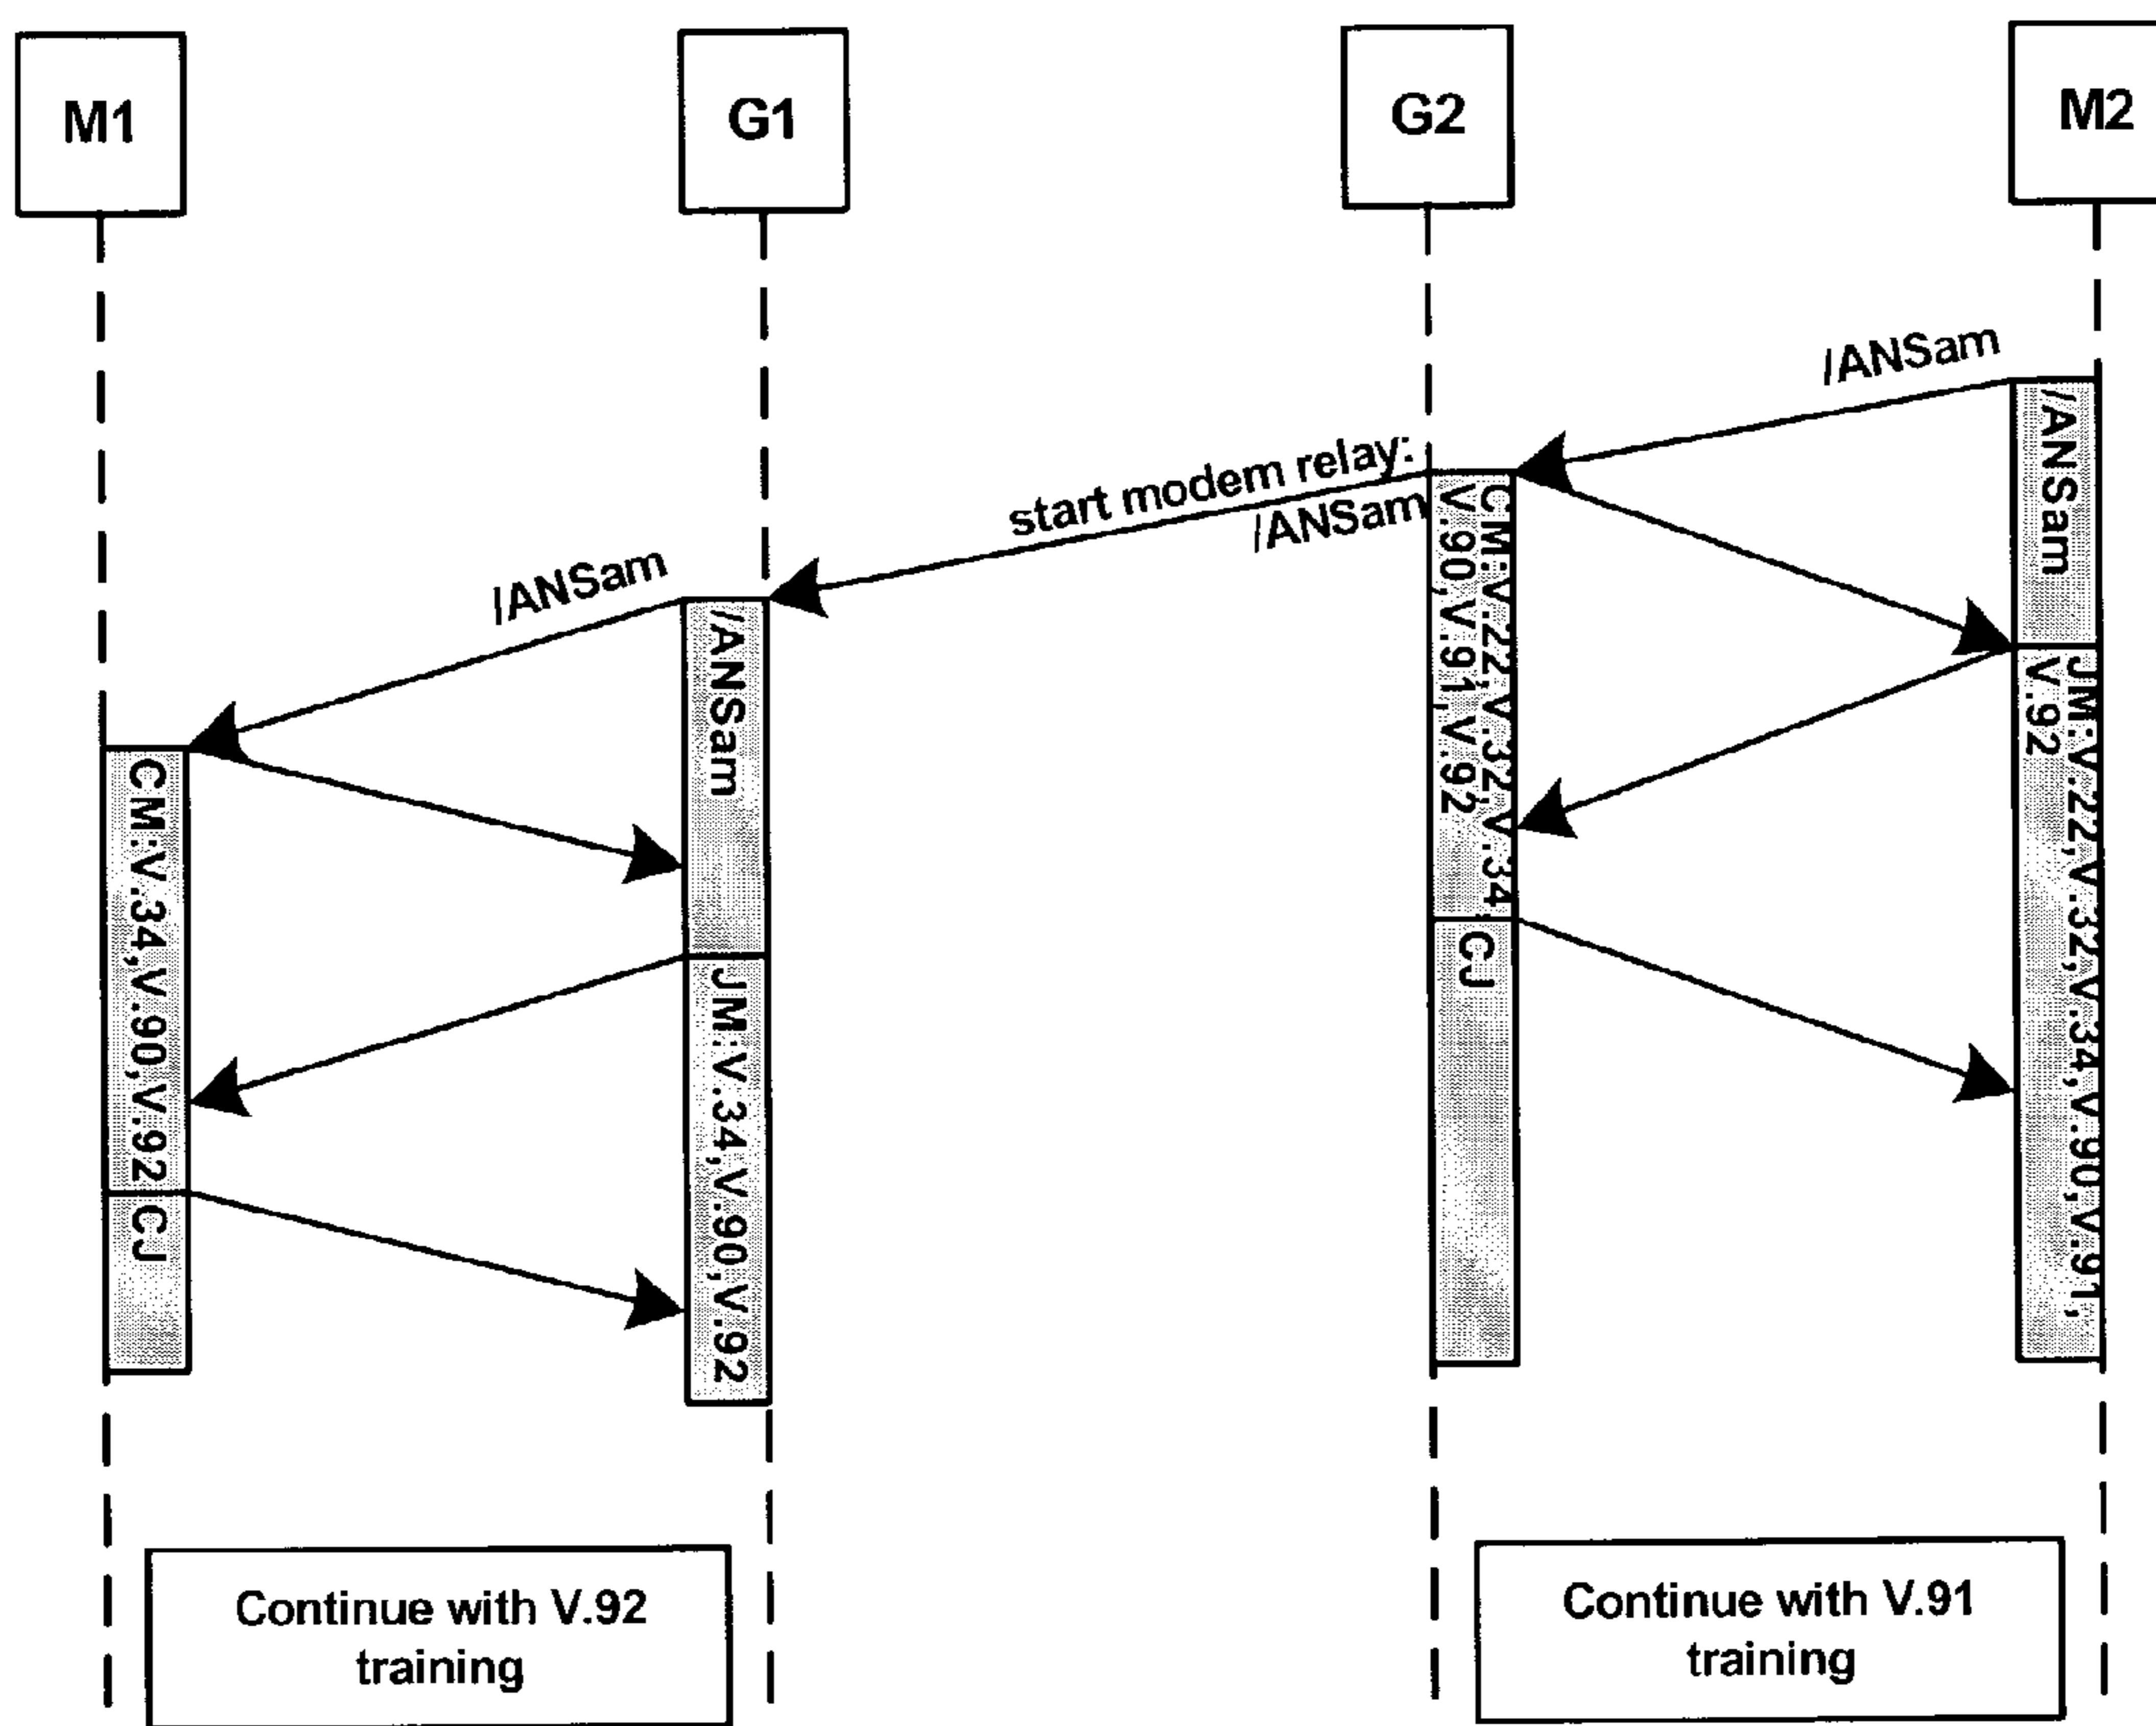 M1
G1
G2
M2
/ANSam
start modem relay:
/ANSam
/ANSam
/ANSam
CM:V.22,V.32,V.34,
V.90,V.91,V.92
/ANSam
JM:V.22,V.32,V.34,V.90,V.91,
V.92
CM:V.34,V.90,V.92
CJ
JM:V.34,V.90,V.92
CJ
Continue with V.92
training
Continue with V.91
training